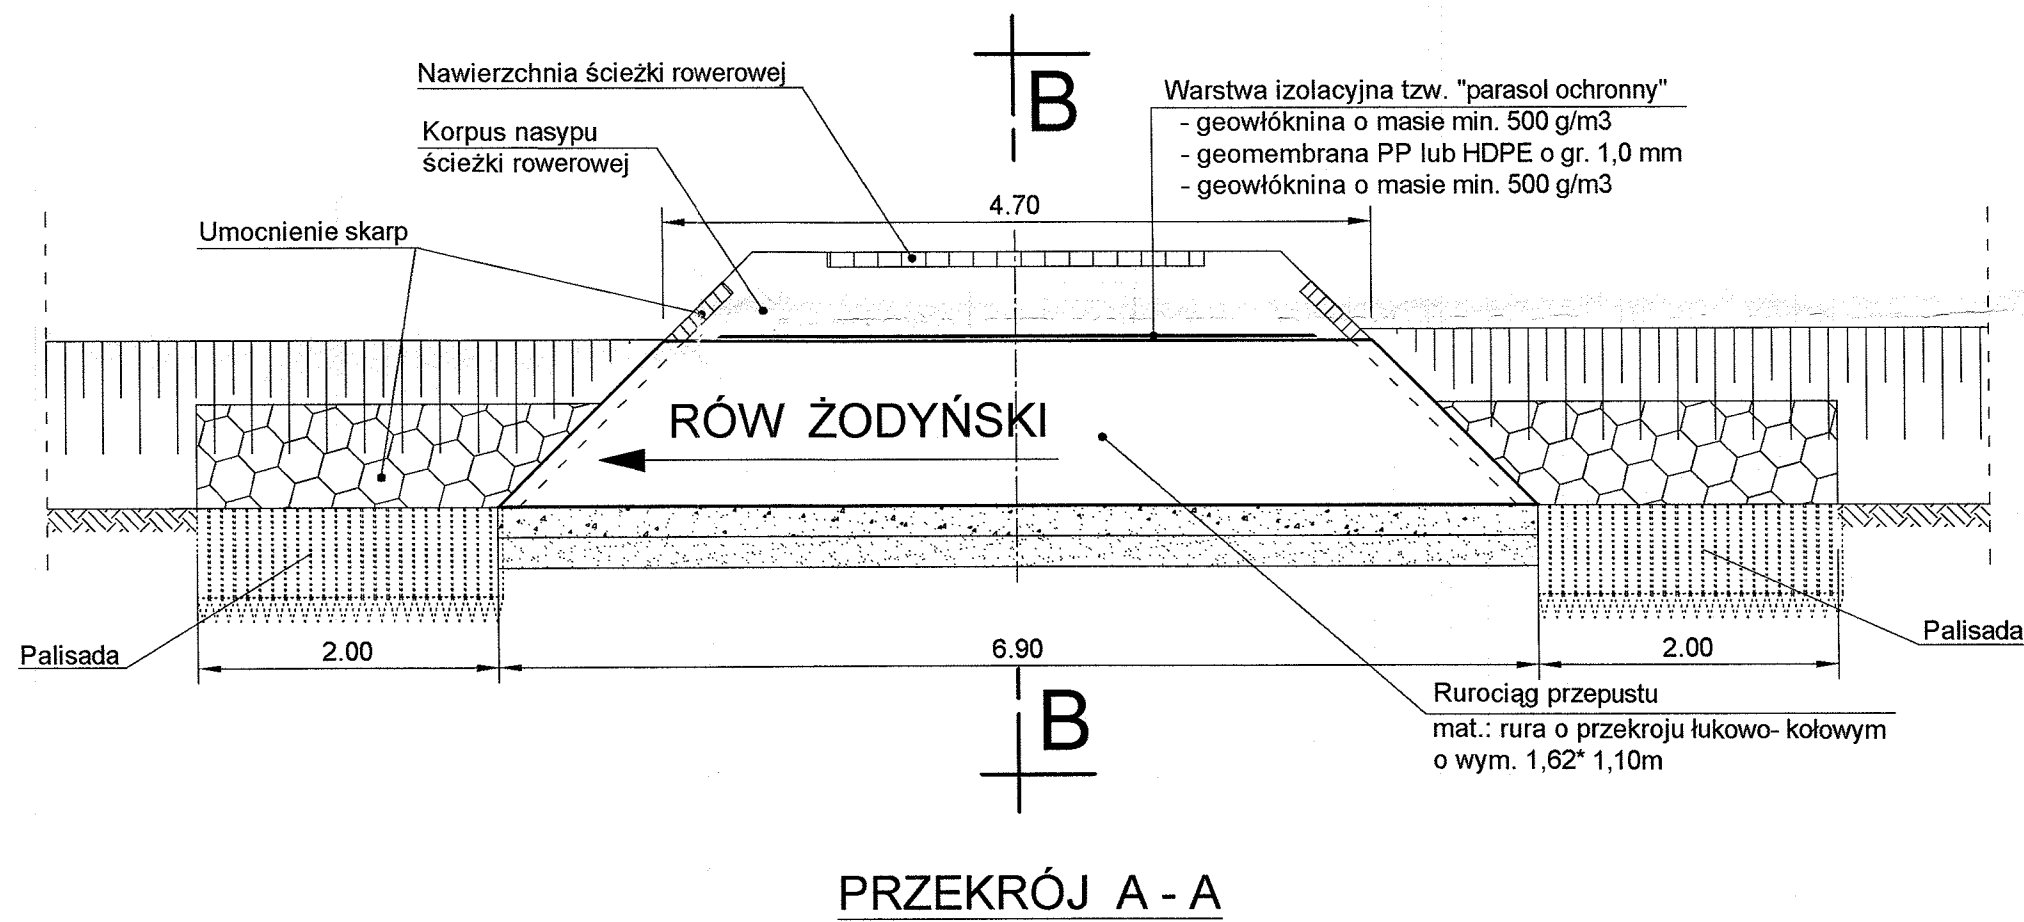 B
Nawierzchnia ścieżki rowerowej
Korpus nasypu
ścieżki rowerowej
Warstwa izolacyjna tzw. "parasol ochronny"
- geowłóknina o masie min. 500 g/m3
- geomembrana PP lub HDPE o gr. 1,0 mm
- geowłóknina o masie min. 500 g/m3
4.70
Umocnienie skarp
RÓW ŻODYŃSKI
Palisada
2.00
6.90
2.00
Palisada
B
Rurociąg przepustu
mat.: rura o przekroju łukowo- kołowym
o wym. 1,62* 1,10m
PRZEKRÓJ A - A